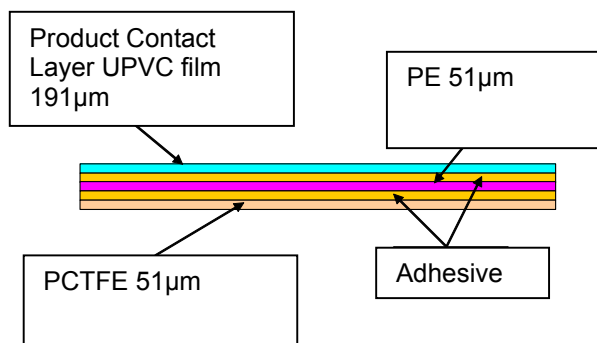 Product Contact
Layer UPVC film
191µm
PE 51µm
PCTFE 51µm
Adhesive